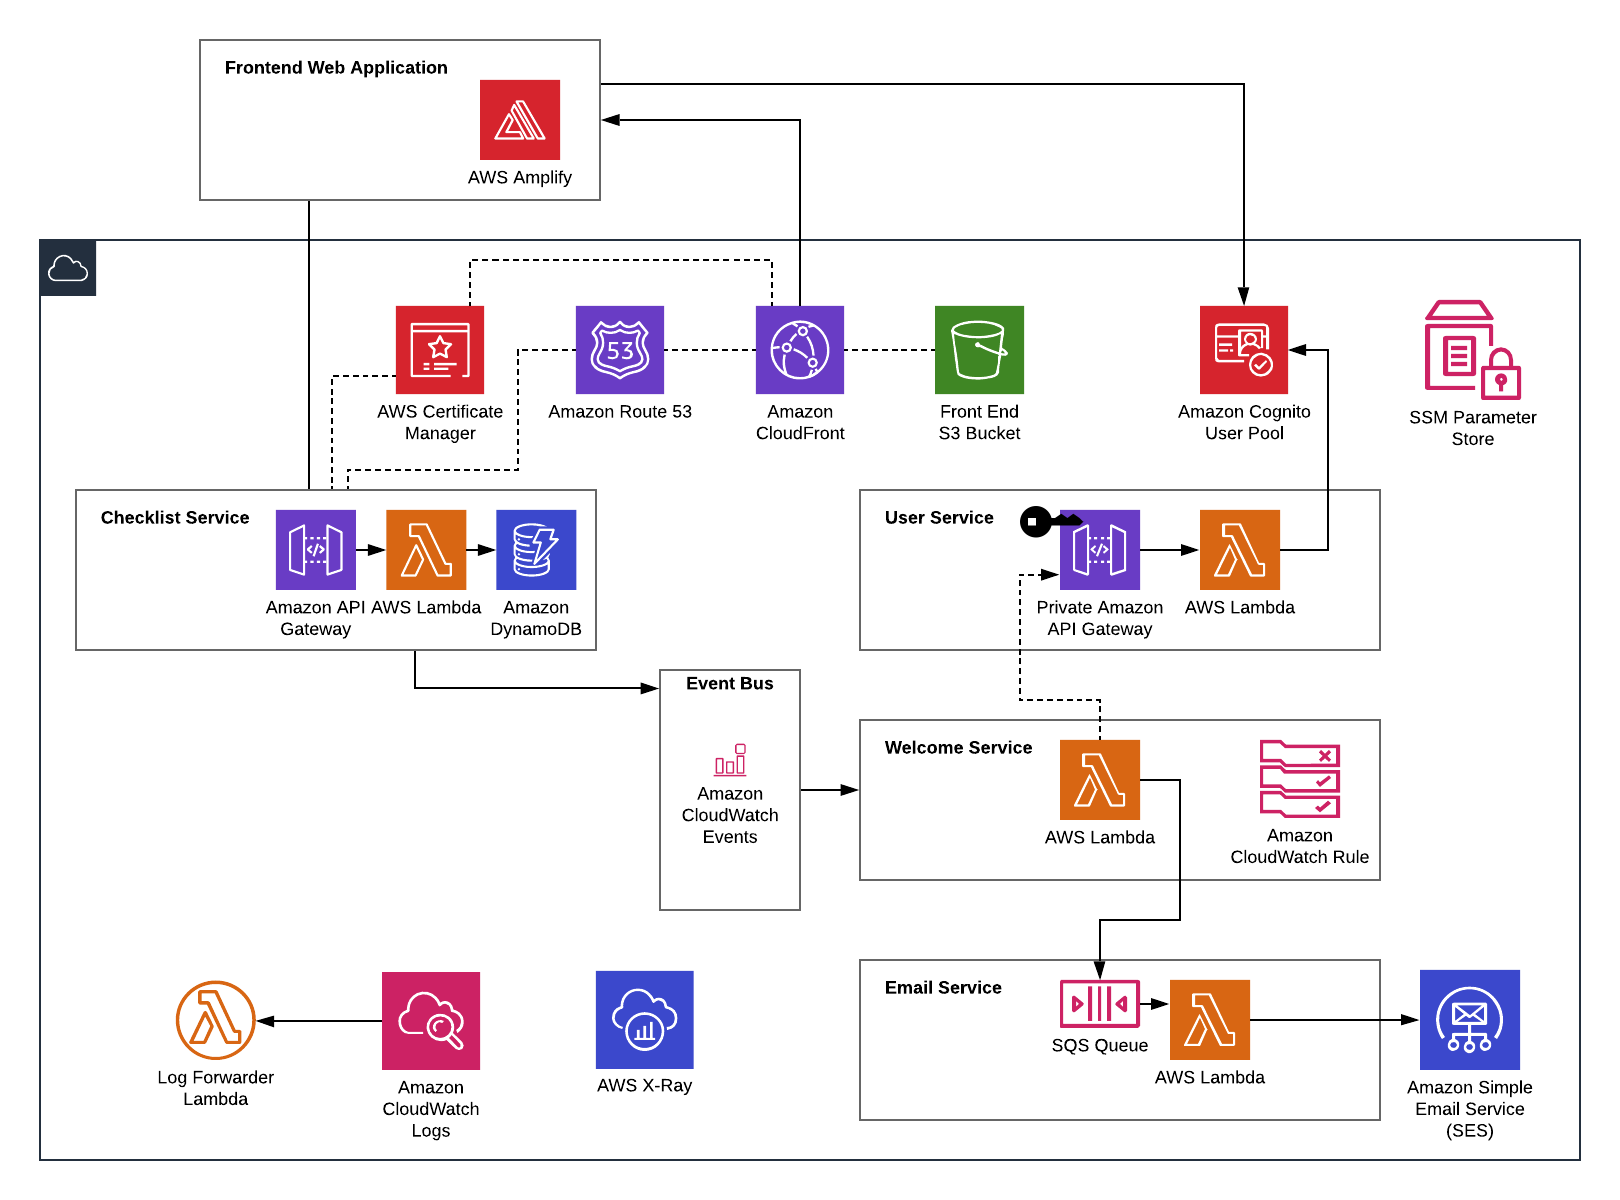 Frontend Web Application
AWS Amplify
53
AWS Certificate
Manager
Amazon Route 53
Amazon
CloudFront
Front End
S3 Bucket
Amazon Cognito
User Pool
SSM Parameter
Store
Checklist Service
</>
Amazon API
Gateway
AWS Lambda
Amazon
DynamoDB
User Service
</>
Private Amazon
API Gateway
AWS Lambda
Event Bus
Amazon
CloudWatch
Events
Welcome Service
AWS Lambda
Amazon
CloudWatch Rule
Email Service
SQS Queue
AWS Lambda
Amazon Simple
Email Service
(SES)
Log Forwarder
Lambda
Amazon
CloudWatch
Logs
AWS X-Ray